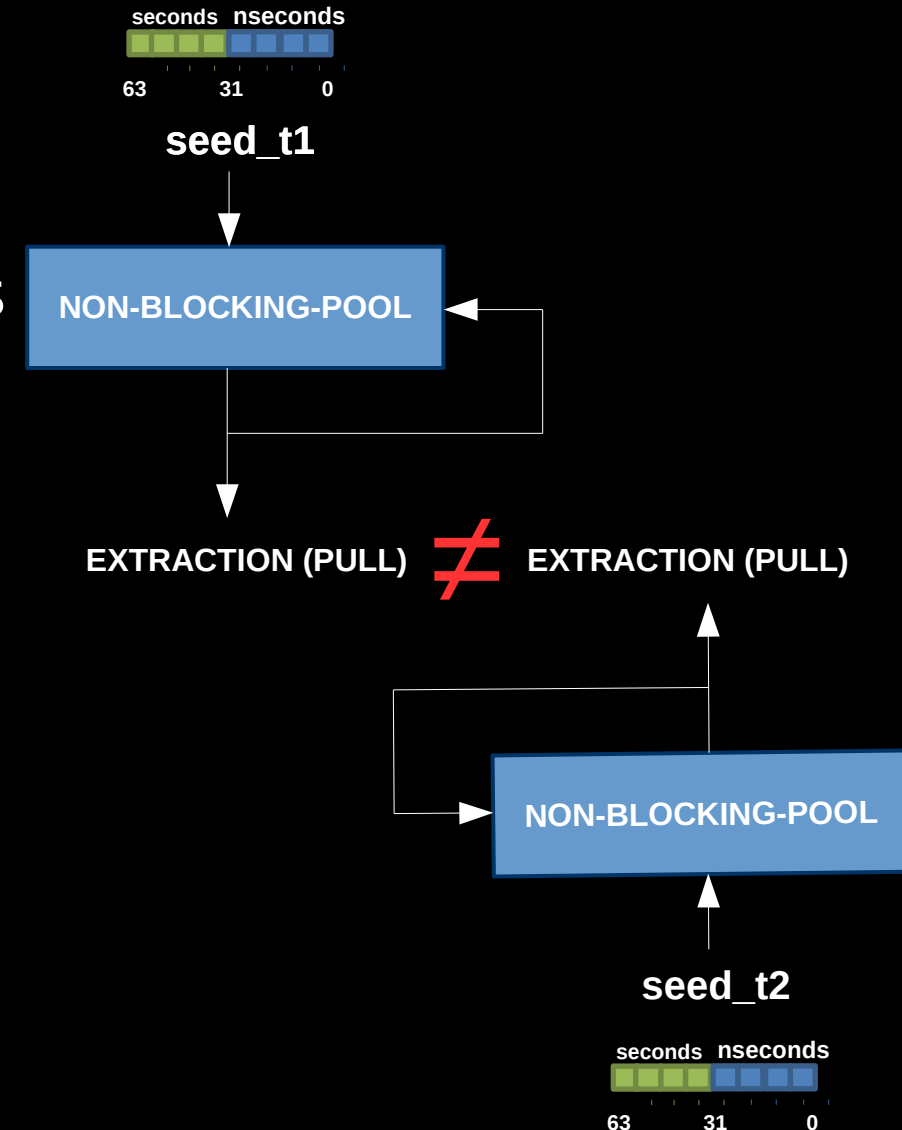 seconds nseconds
63 31 0
seed_t1
NON-BLOCKING-POOL
EXTRACTION (PULL) ≠ EXTRACTION (PULL)
NON-BLOCKING-POOL
seed_t2
seconds nseconds
63 31 0